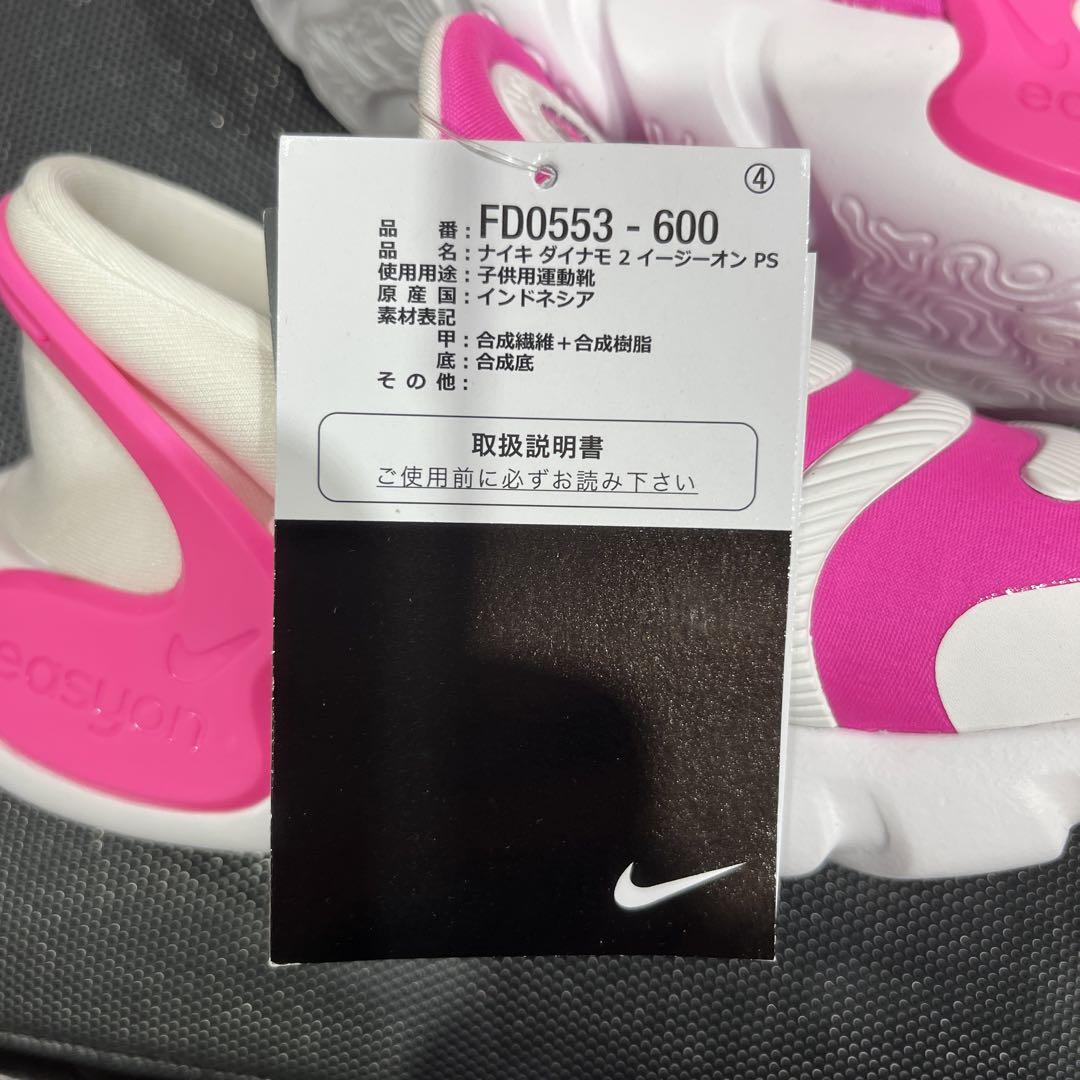 ④
品 番：FD0553 - 600
品 名：ナイキ ダイナモ 2 イージーオン PS
使用用途：子供用運動靴
原 産 国：インドネシア
素材表記
甲：合成繊維＋合成樹脂
底：合成底
そ の 他：
取扱説明書
ご使用前に必ずお読み下さい
easyon
ea